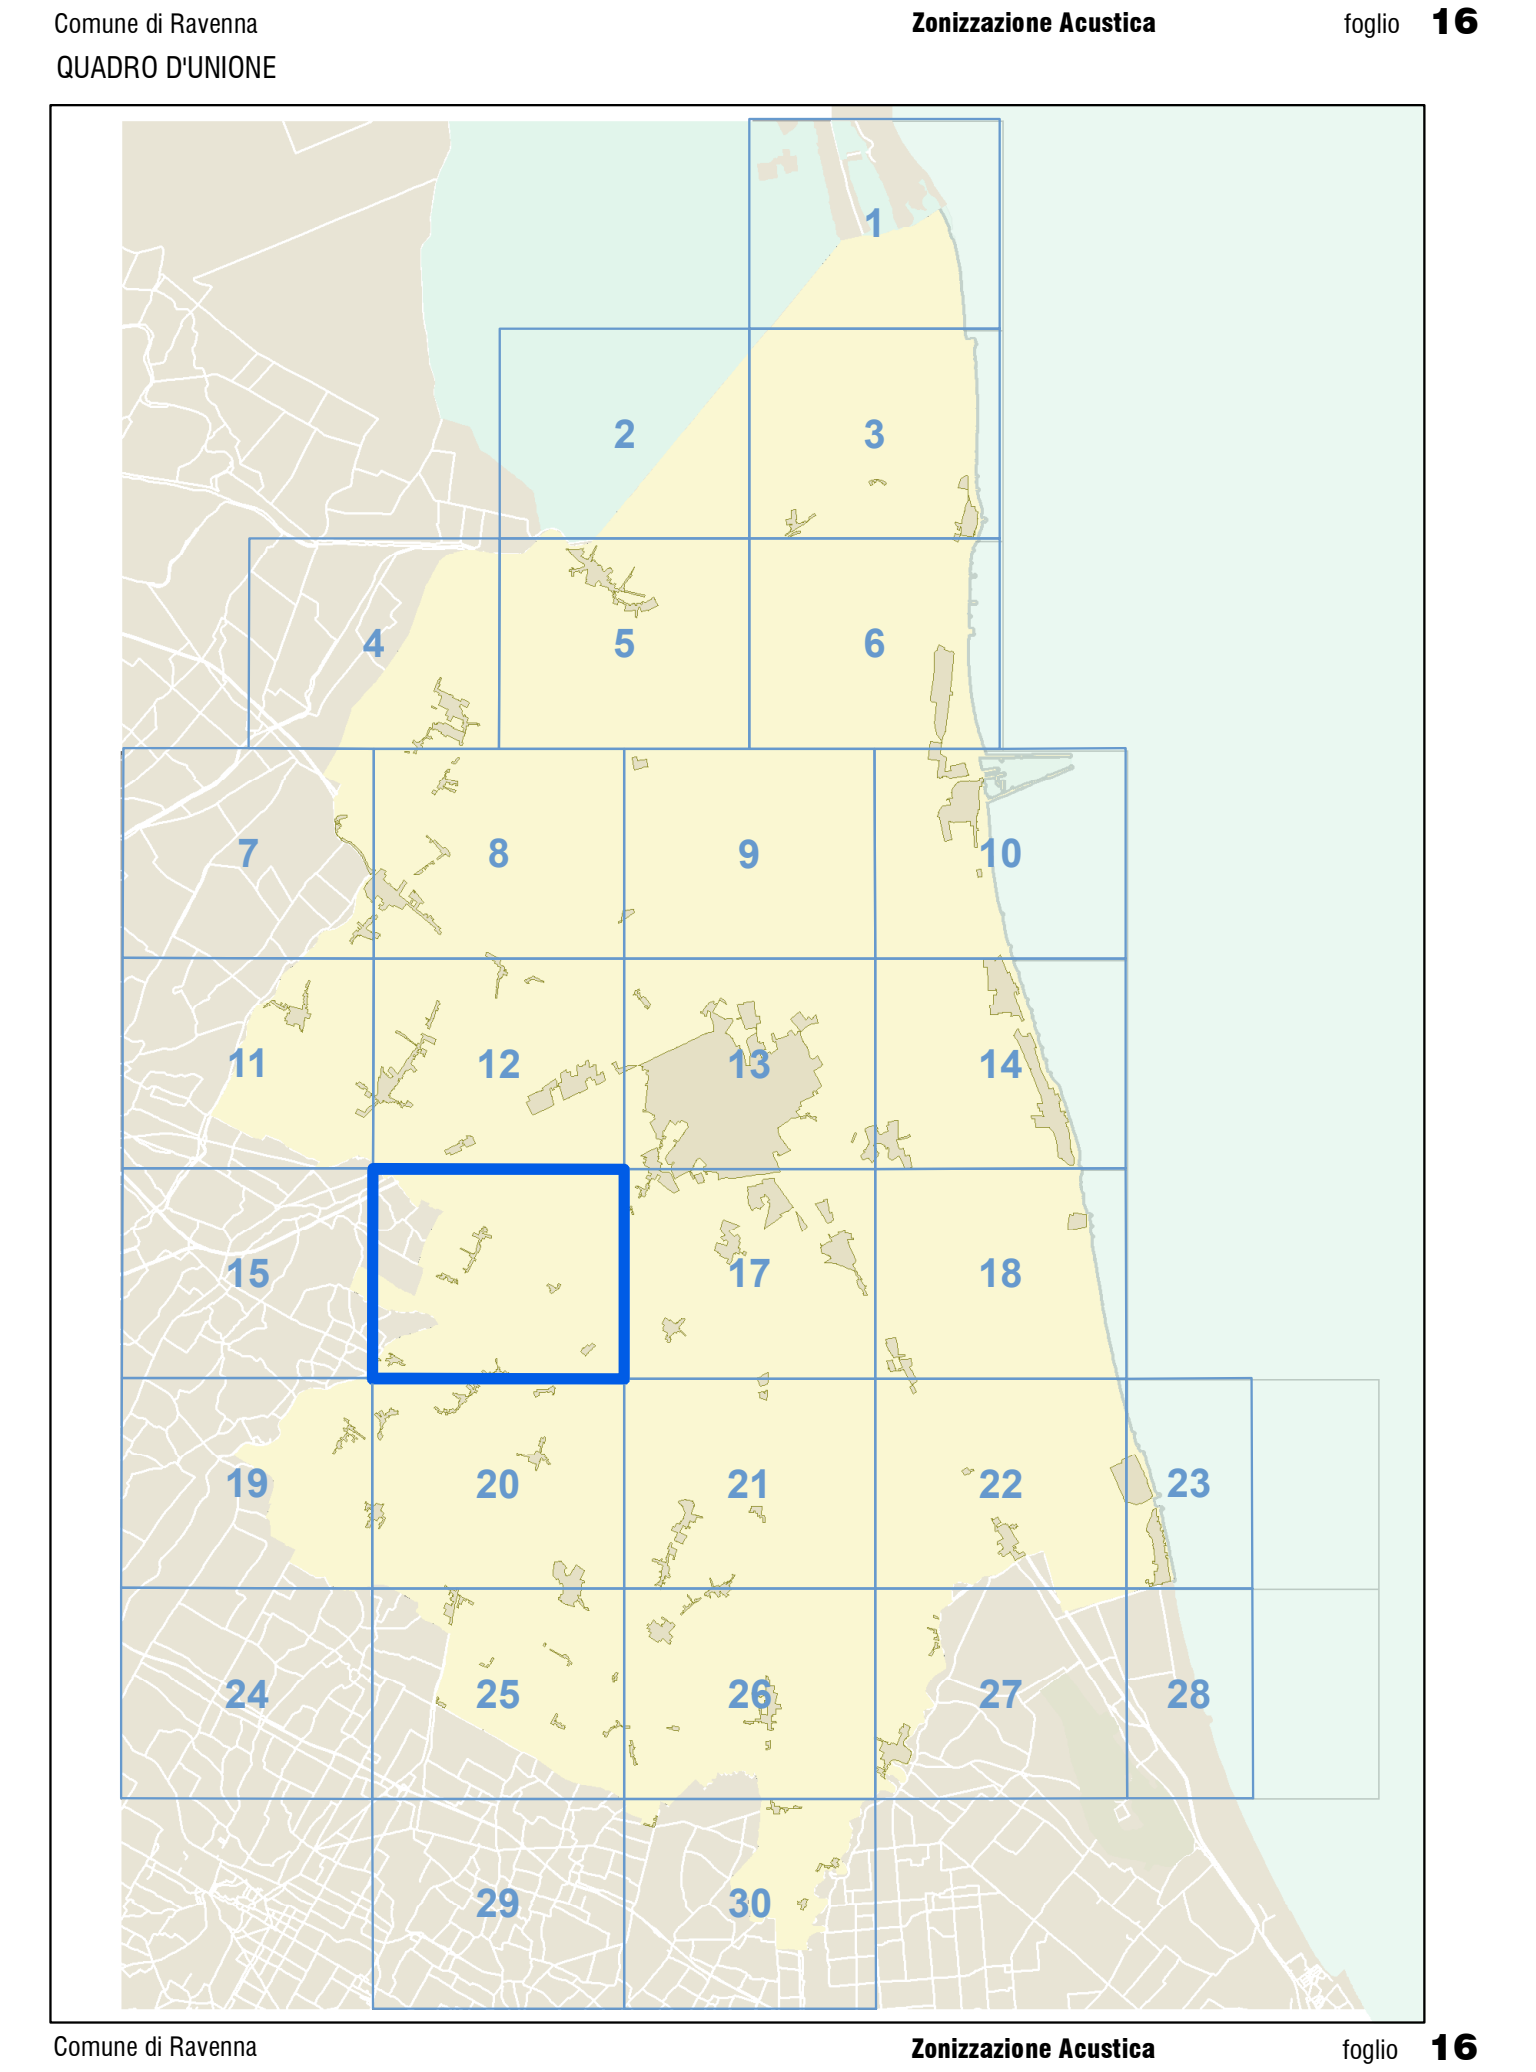 Comune di Ravenna Zonizzazione Acustica foglio 16
QUADRO D'UNIONE
1
2 3
4 5 6
7 8 9 10
11 12 13 14
15 17 18
19 20 21 22 23
24 25 26 27 28
29 30
Comune di Ravenna Zonizzazione Acustica foglio 16